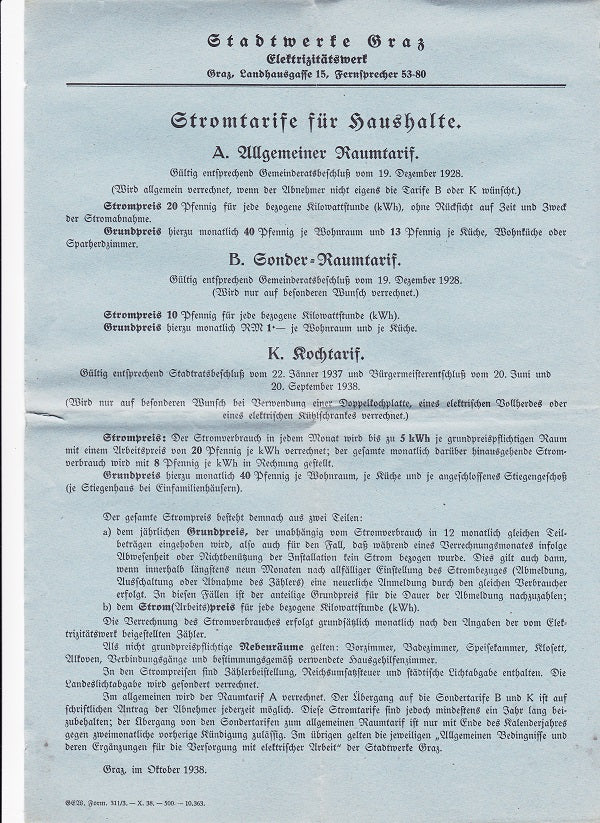 Stadtwerke Graz
Elektrizitätswerk
Graz, Landhausgasse 15, Fernsprecher 53-80
Stromtarife für Haushalte.
A. Allgemeiner Raumtarif.
Gültig entsprechend Gemeinderatsbeschluß vom 19. Dezember 1928.
(Wird allgemein verrechnet, wenn der Abnehmer nicht eigens die Tarife B oder K wünscht.)
Strompreis 20 Pfennig für jede bezogene Kilowattstunde (kWh), ohne Rücksicht auf Zeit und Zweck
der Stromabnahme.
Grundpreis hierzu monatlich 40 Pfennig je Wohnraum und 13 Pfennig je Küche, Wohnküche oder
Sparherdzimmer.
B. Sonder-Raumtarif.
Gültig entsprechend Gemeinderatsbeschluß vom 19. Dezember 1928.
(Wird nur auf besonderen Wunsch verrechnet.)
Strompreis 10 Pfennig für jede bezogene Kilowattstunde (kWh).
Grundpreis hierzu monatlich RM 1·— je Wohnraum und je Küche.
K. Kochtarif.
Gültig entsprechend Stadtratsbeschluß vom 22. Jänner 1937 und Bürgermeisterentschluß vom 20. Juni und
20. September 1938.
(Wird nur auf besonderen Wunsch bei Verwendung einer Doppelkochplatte, eines elektrischen Vollherdes oder
eines elektrischen Kühlschrankes verrechnet.)
Strompreis: Der Stromverbrauch in jedem Monat wird bis zu 5 kWh je grundpreispflichtigen Raum
mit einem Arbeitspreis von 20 Pfennig je kWh verrechnet; der gesamte monatlich darüber hinausgehende Strom-
verbrauch wird mit 8 Pfennig je kWh in Rechnung gestellt.
Grundpreis hierzu monatlich 40 Pfennig je Wohnraum, je Küche und je angeschlossenes Stiegengeschoß
(je Stiegenhaus bei Einfamilienhäusern).
Der gesamte Strompreis besteht demnach aus zwei Teilen:
a) dem jährlichen Grundpreis, der unabhängig vom Stromverbrauch in 12 monatlich gleichen Teil-
beträgen eingehoben wird, also auch für den Fall, daß während eines Verrechnungsmonates infolge
Abwesenheit oder Nichtbenützung der Installation kein Strom bezogen wurde. Dies gilt auch dann,
wenn innerhalb längstens neun Monaten nach allfälliger Einstellung des Strombezuges (Abmeldung,
Ausschaltung oder Abnahme des Zählers) eine neuerliche Anmeldung durch den gleichen Verbraucher
erfolgt. In diesen Fällen ist der anteilige Grundpreis für die Dauer der Abmeldung nachzuzahlen;
b) dem Strom(Arbeits)preis für jede bezogene Kilowattstunde (kWh).
Die Verrechnung des Stromverbrauches erfolgt grundsätzlich monatlich nach den Angaben der vom Elek-
trizitätswerk beigestellten Zähler.
Als nicht grundpreispflichtige Nebenräume gelten: Vorzimmer, Badezimmer, Speisekammer, Klosett,
Alkoven, Verbindungsgänge und bestimmungsgemäß verwendete Hausgehilfenzimmer.
In den Strompreisen sind Zählerbeistellung, Reichsumsatzsteuer und städtische Lichtabgabe enthalten. Die
Landeslichtabgabe wird gesondert verrechnet.
Im allgemeinen wird der Raumtarif A verrechnet. Der Übergang auf die Sondertarife B und K ist auf
schriftlichen Antrag der Abnehmer jederzeit möglich. Diese Stromtarife sind jedoch mindestens ein Jahr lang bei-
zubehalten; der Übergang von den Sondertarifen zum allgemeinen Raumtarif ist nur mit Ende des Kalenderjahres
gegen zweimonatliche vorherige Kündigung zulässig. Im übrigen gelten die jeweiligen „Allgemeinen Bedingnisse und
deren Ergänzungen für die Versorgung mit elektrischer Arbeit“ der Stadtwerke Graz.
Graz, im Oktober 1938.
GEW. Form. 311/3. — X. 38. — 500. — 10.363.